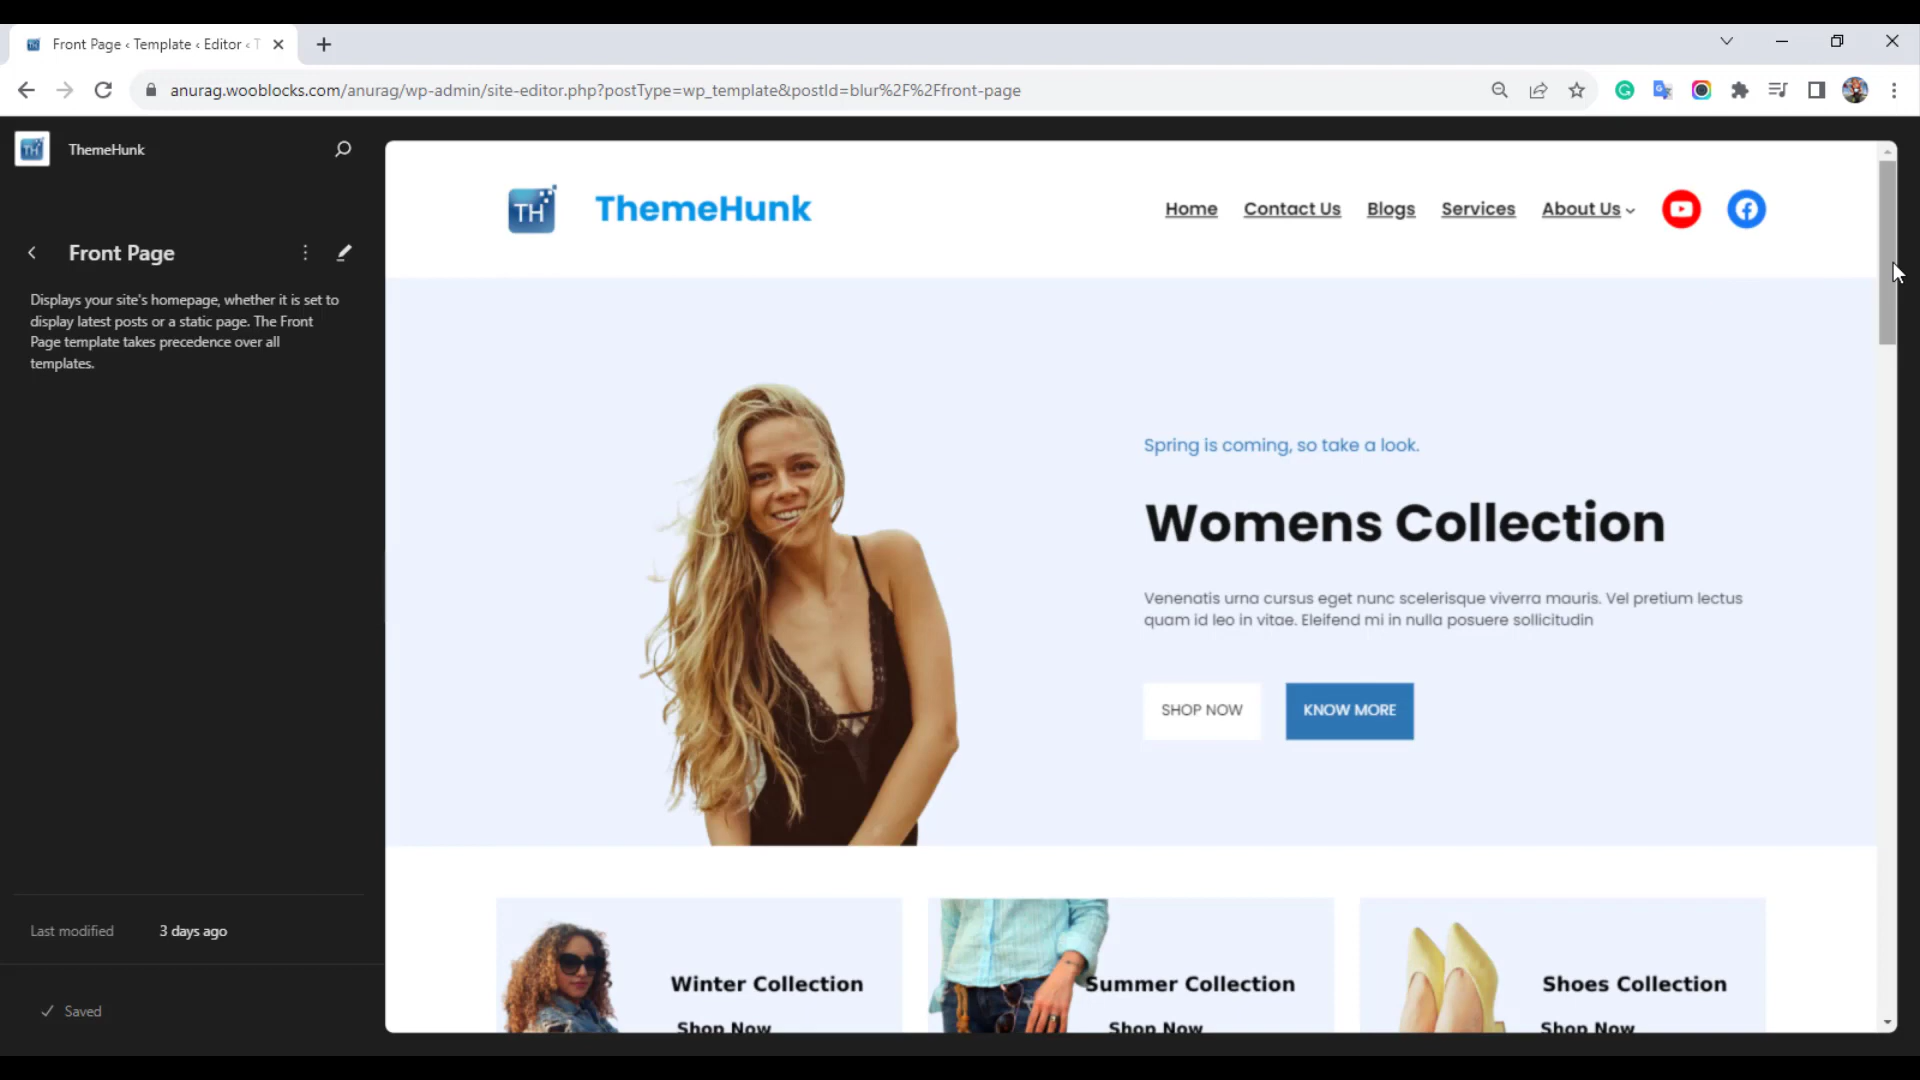 Front Page ‹ Template ‹ Editor ‹ T
anurag.wooblocks.com/anurag/wp-admin/site-editor.php?postType=wp_template&postId=blur%2F%2Ffront-page
TH
ThemeHunk
Front Page
Displays your site's homepage, whether it is set to
display latest posts or a static page. The Front
Page template takes precedence over all
templates.
Last modified 3 days ago
Saved
TH
ThemeHunk
Home Contact Us Blogs Services About Us
Spring is coming, so take a look.
Womens Collection
Venenatis urna cursus eget nunc scelerisque viverra mauris. Vel pretium lectus
quam id leo in vitae. Eleifend mi in nulla posuere sollicitudin
SHOP NOW KNOW MORE
Winter Collection
Shop Now
Summer Collection
Shop Now
Shoes Collection
Shop Now